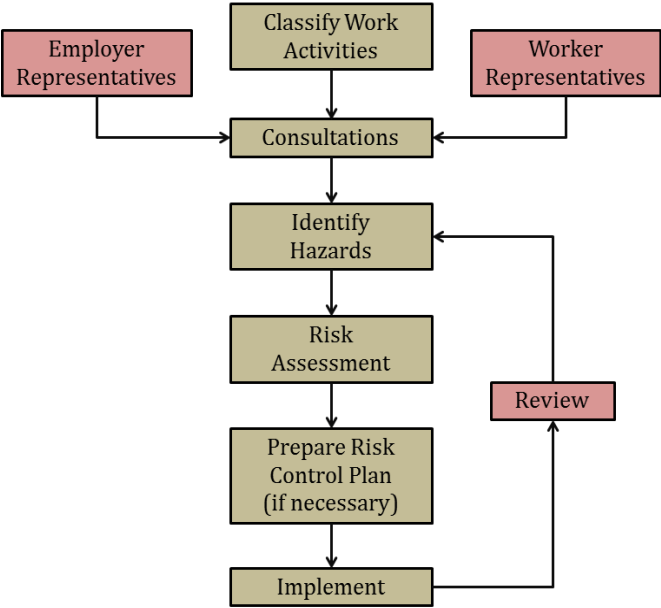 Employer
Representatives
Classify Work
Activities
Worker
Representatives
Consultations
Identify
Hazards
Risk
Assessment
Review
Prepare Risk
Control Plan
(if necessary)
Implement